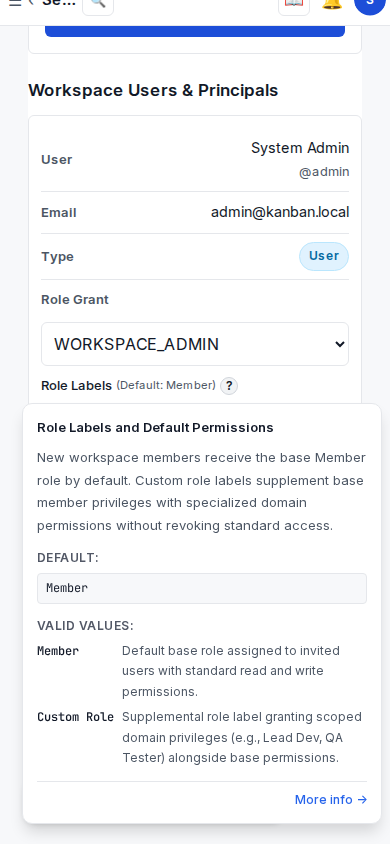 Se...
S
Workspace Users & Principals
User
System Admin
@admin
Email
admin@kanban.local
Type
User
Role Grant
WORKSPACE_ADMIN
Role Labels (Default: Member) ?
Role Labels and Default Permissions
New workspace members receive the base Member
role by default. Custom role labels supplement base
member privileges with specialized domain
permissions without revoking standard access.
DEFAULT:
Member
VALID VALUES:
Member
Default base role assigned to invited
users with standard read and write
permissions.
Custom Role
Supplemental role label granting scoped
domain privileges (e.g., Lead Dev, QA
Tester) alongside base permissions.
More info →